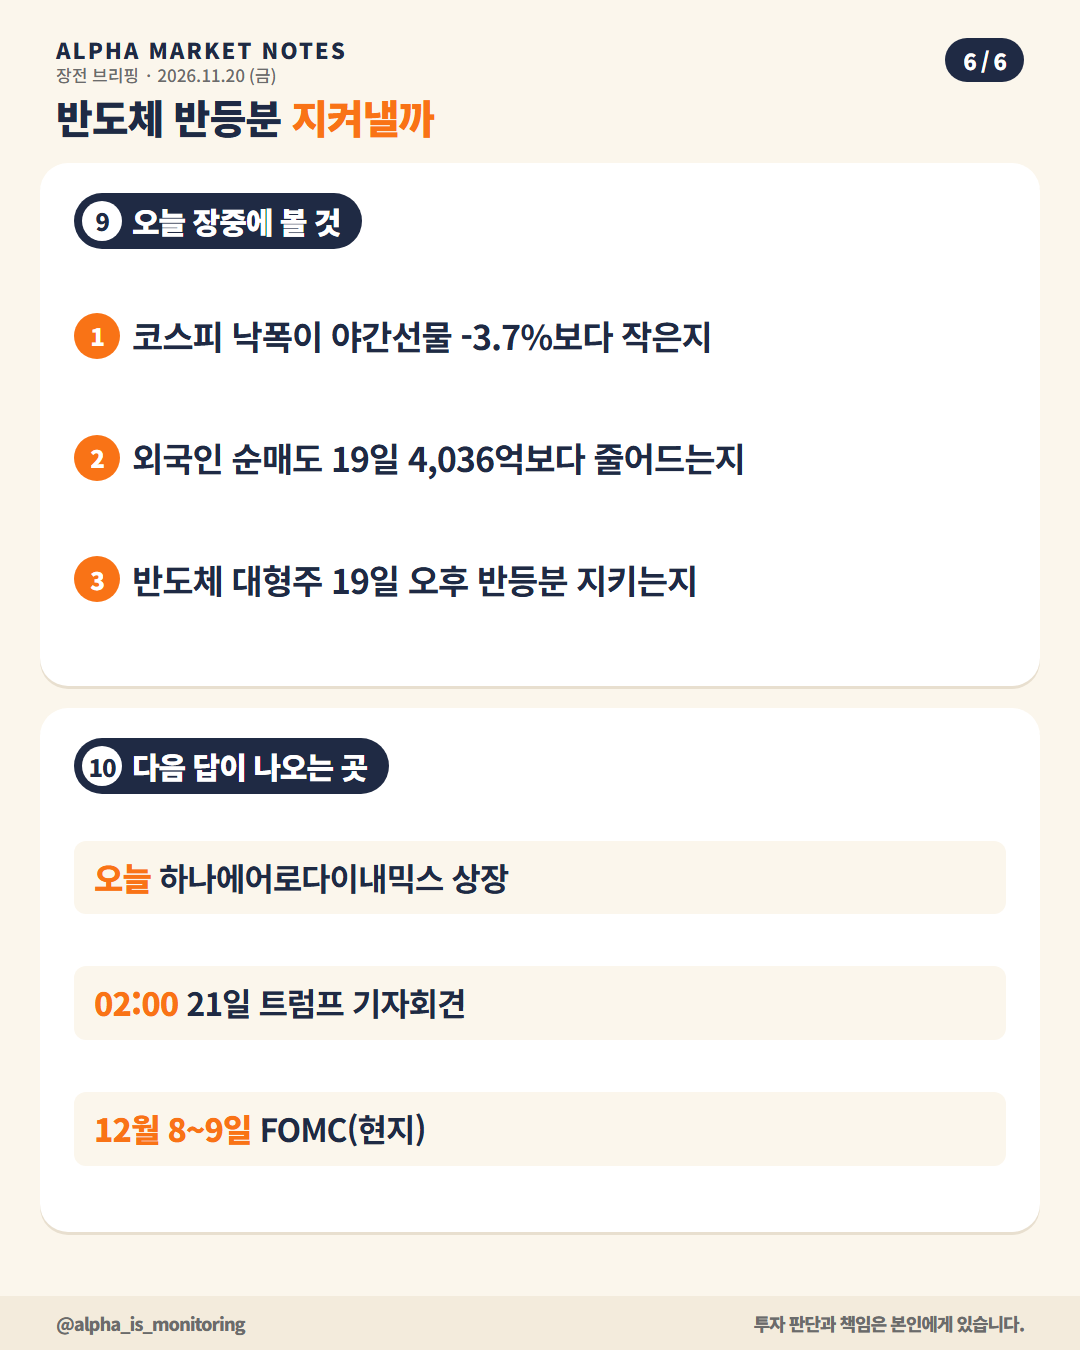 ALPHA MARKET NOTES
장전 브리핑 · 2026.11.20 (금)
6 / 6
반도체 반등분 지켜낼까
9 오늘 장중에 볼 것
1 코스피 낙폭이 야간선물 -3.7%보다 작은지
2 외국인 순매도 19일 4,036억보다 줄어드는지
3 반도체 대형주 19일 오후 반등분 지키는지
10 다음 답이 나오는 곳
오늘 하나에어로다이내믹스 상장
02:00 21일 트럼프 기자회견
12월 8~9일 FOMC(현지)
@alpha_is_monitoring
투자 판단과 책임은 본인에게 있습니다.